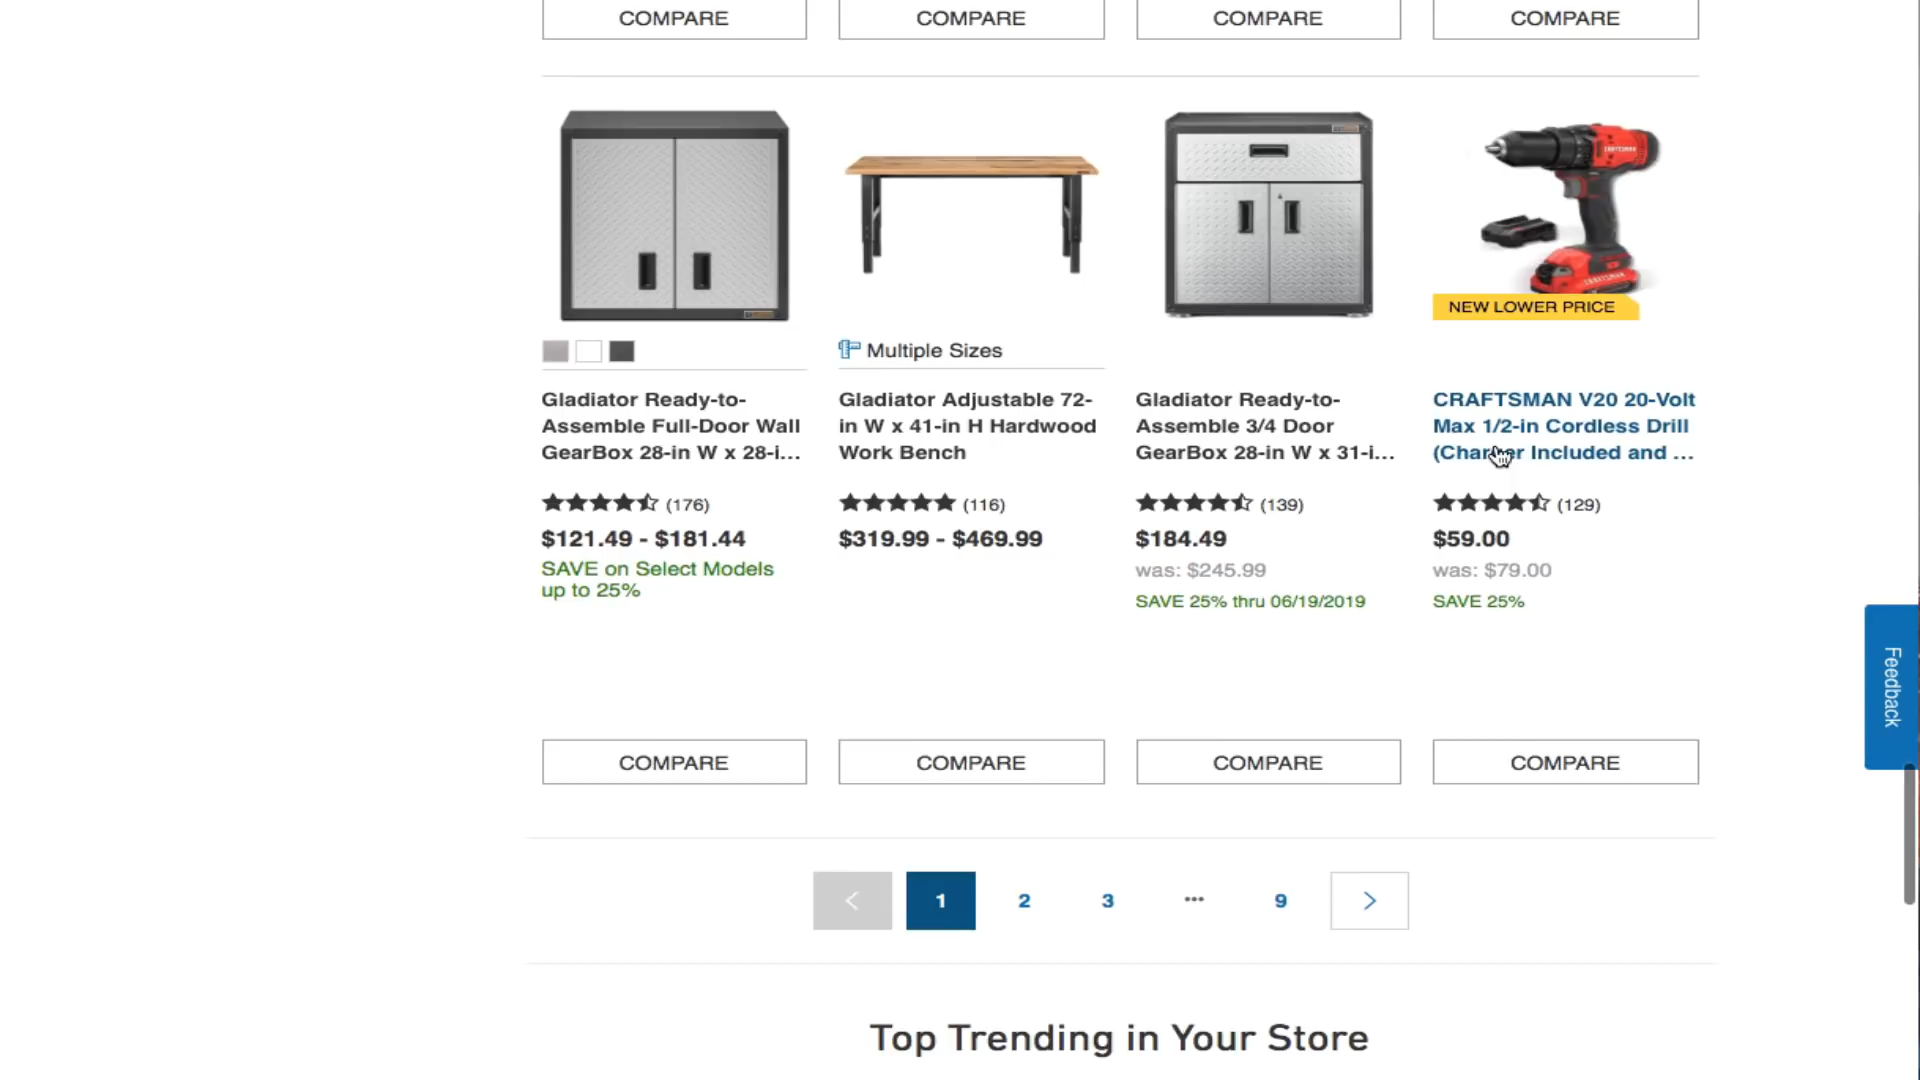 COMPARE COMPARE COMPARE COMPARE
CRAFTSMAN
CRAFTSMAN
NEW LOWER PRICE
Multiple Sizes
Gladiator Ready-to-
Assemble Full-Door Wall
GearBox 28-in W x 28-i...
(176)
$121.49 - $181.44
SAVE on Select Models
up to 25%
Gladiator Adjustable 72-
in W x 41-in H Hardwood
Work Bench
(116)
$319.99 - $469.99
Gladiator Ready-to-
Assemble 3/4 Door
GearBox 28-in W x 31-i...
(139)
$184.49
was: $245.99
SAVE 25% thru 06/19/2019
CRAFTSMAN V20 20-Volt
Max 1/2-in Cordless Drill
(Charger Included and ...
(129)
$59.00
was: $79.00
SAVE 25%
Feedback
COMPARE COMPARE COMPARE COMPARE
1 2 3 ... 9
Top Trending in Your Store